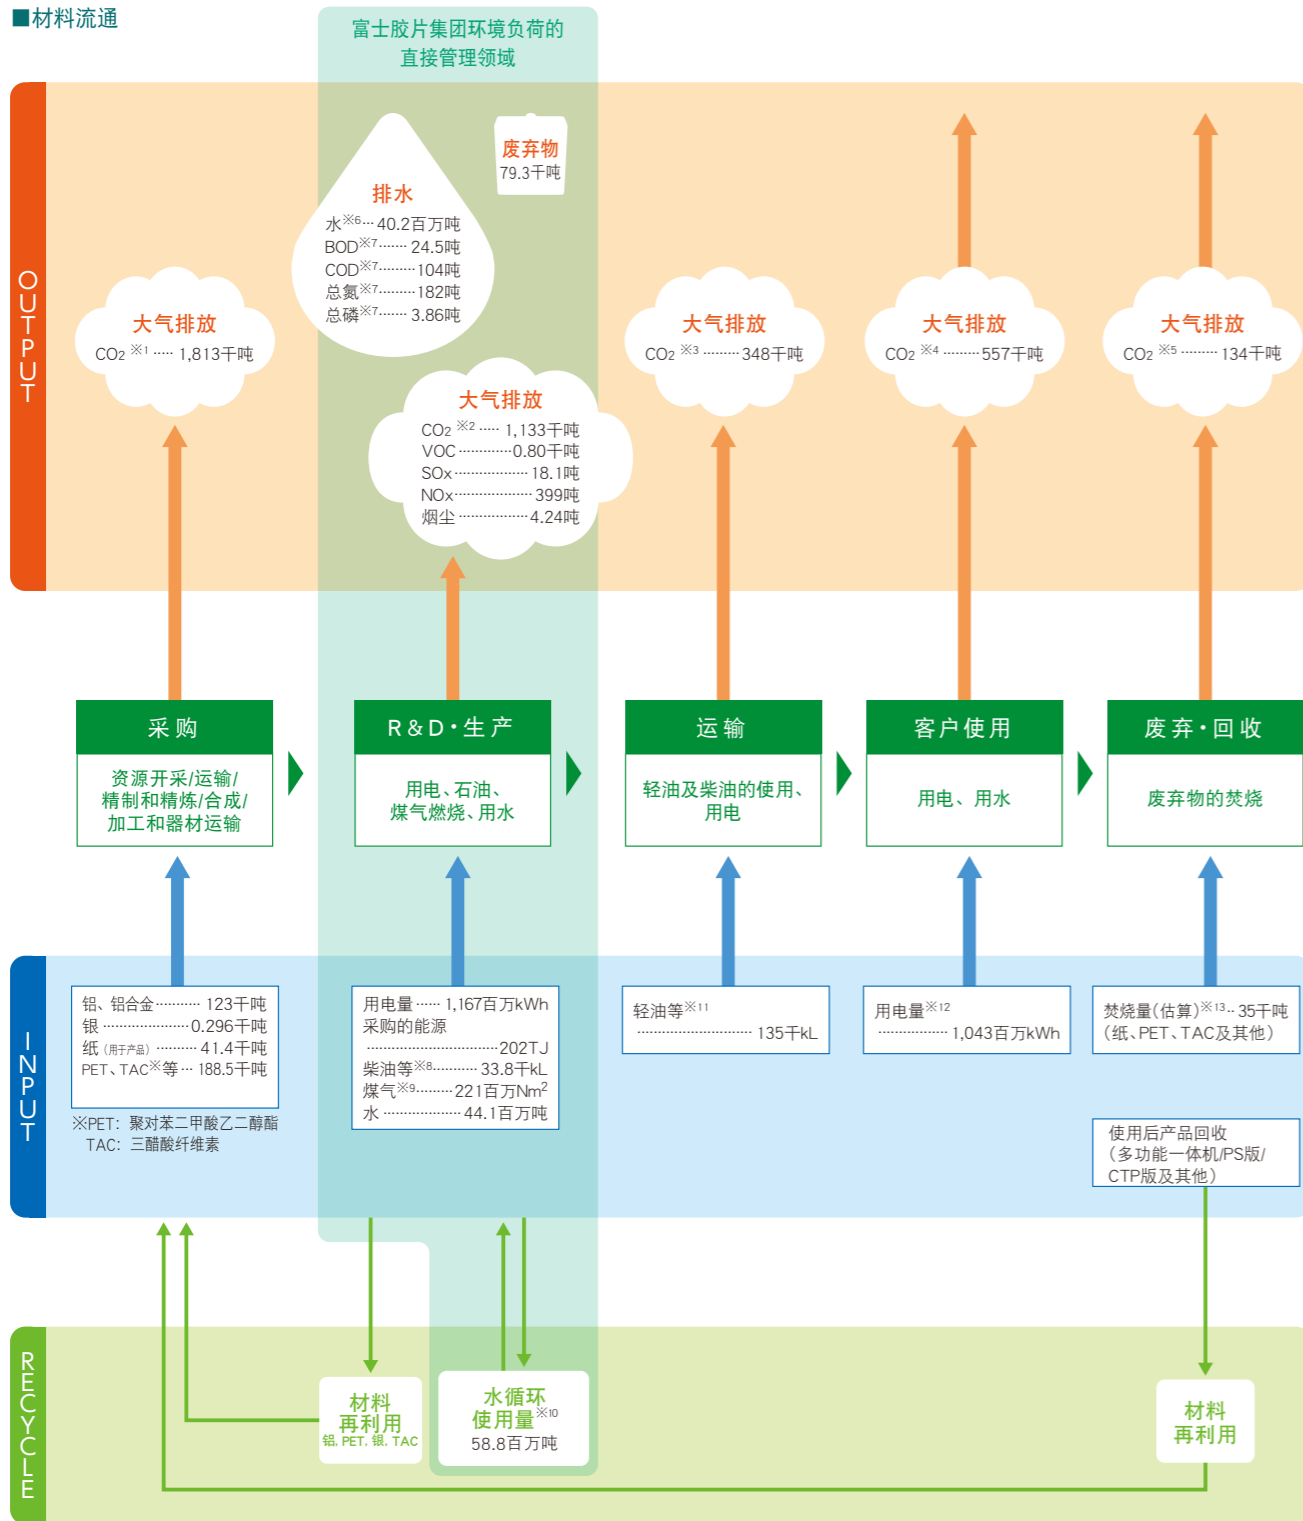 ■材料流通
富士胶片集团环境负荷的
直接管理领域
OUTPUT
废弃物
79.3千吨
排水
水※6… 40.2百万吨
BOD※7······· 24.5吨
COD※7·········104吨
总氮※7·········182吨
总磷※7······· 3.86吨
大气排放
CO2 ※1 ····· 1,813千吨
大气排放
CO2 ※2 ····· 1,133千吨
VOC ·············0.80千吨
SOx··················· 18.1吨
NOx···················· 399吨
烟尘 ·················4.24吨
大气排放
CO2 ※3 ·········348千吨
大气排放
CO2 ※4 ·········557千吨
大气排放
CO2 ※5 ·········134千吨
采购
资源开采/运输/
精制和精炼/合成/
加工和器材运输
R&D·生产
用电、石油、
煤气燃烧、用水
运输
轻油及柴油的使用、
用电
客户使用
用电、用水
废弃·回收
废弃物的焚烧
INPUT
铝、铝合金··········· 123千吨
银 ······················0.296千吨
纸（用于产品）········· 41.4千吨
PET、TAC※等··· 188.5千吨
※PET：聚对苯二甲酸乙二醇酯
TAC：三醋酸纤维素
用电量······ 1,167百万kWh
采购的能源
··································202TJ
柴油等※8··········· 33.8千kL
煤气※9·········221百万Nm2
水 ···················· 44.1百万吨
轻油等※11
······························ 135千kL
用电量※12
·················· 1,043百万kWh
焚烧量（估算）※13·· 35千吨
（纸、PET、TAC及其他）
使用后产品回收
（多功能一体机/PS版/
CTP版及其他）
RECYCLE
材料
再利用
铝, PET, 银, TAC
水循环
使用量※10
58.8百万吨
材料
再利用